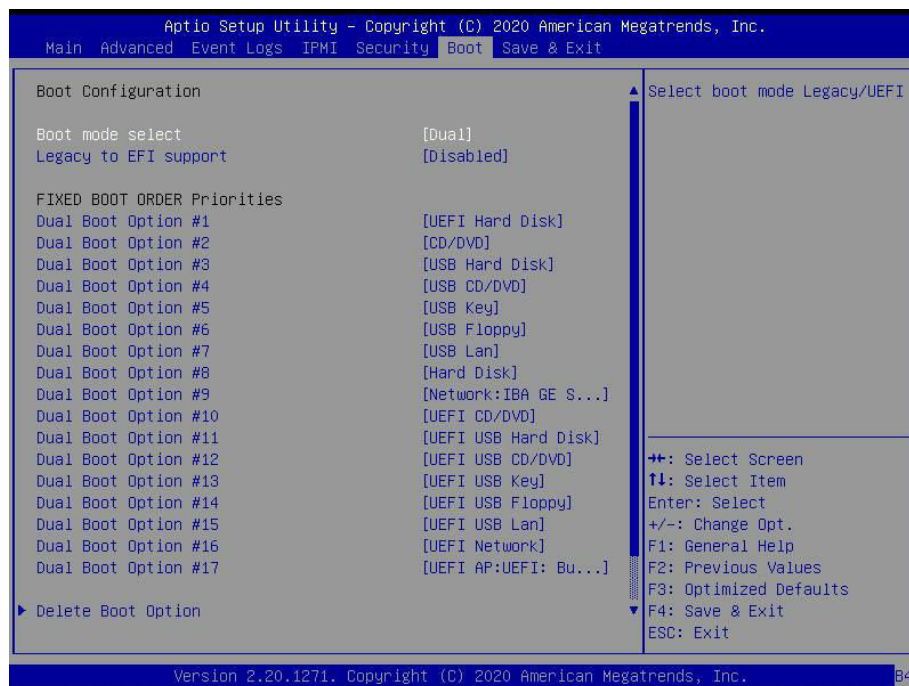 Aptio Setup Utility – Copyright (C) 2020 American Megatrends, Inc.
Main Advanced Event Logs IPMI Security Boot Save & Exit
Boot Configuration
Select boot mode Legacy/UEFI
Boot mode select [Dual]
Legacy to EFI support [Disabled]
FIXED BOOT ORDER Priorities
Dual Boot Option #1 [UEFI Hard Disk]
Dual Boot Option #2 [CD/DVD]
Dual Boot Option #3 [USB Hard Disk]
Dual Boot Option #4 [USB CD/DVD]
Dual Boot Option #5 [USB Key]
Dual Boot Option #6 [USB Floppy]
Dual Boot Option #7 [USB Lan]
Dual Boot Option #8 [Hard Disk]
Dual Boot Option #9 [Network:IBA GE S...]
Dual Boot Option #10 [UEFI CD/DVD]
Dual Boot Option #11 [UEFI USB Hard Disk]
Dual Boot Option #12 [UEFI USB CD/DVD]
Dual Boot Option #13 [UEFI USB Key]
Dual Boot Option #14 [UEFI USB Floppy]
Dual Boot Option #15 [UEFI USB Lan]
Dual Boot Option #16 [UEFI Network]
Dual Boot Option #17 [UEFI AP:UEFI: Bu...]
Delete Boot Option
→←: Select Screen
↑↓: Select Item
Enter: Select
+/-: Change Opt.
F1: General Help
F2: Previous Values
F3: Optimized Defaults
F4: Save & Exit
ESC: Exit
Version 2.20.1271. Copyright (C) 2020 American Megatrends, Inc.
B4